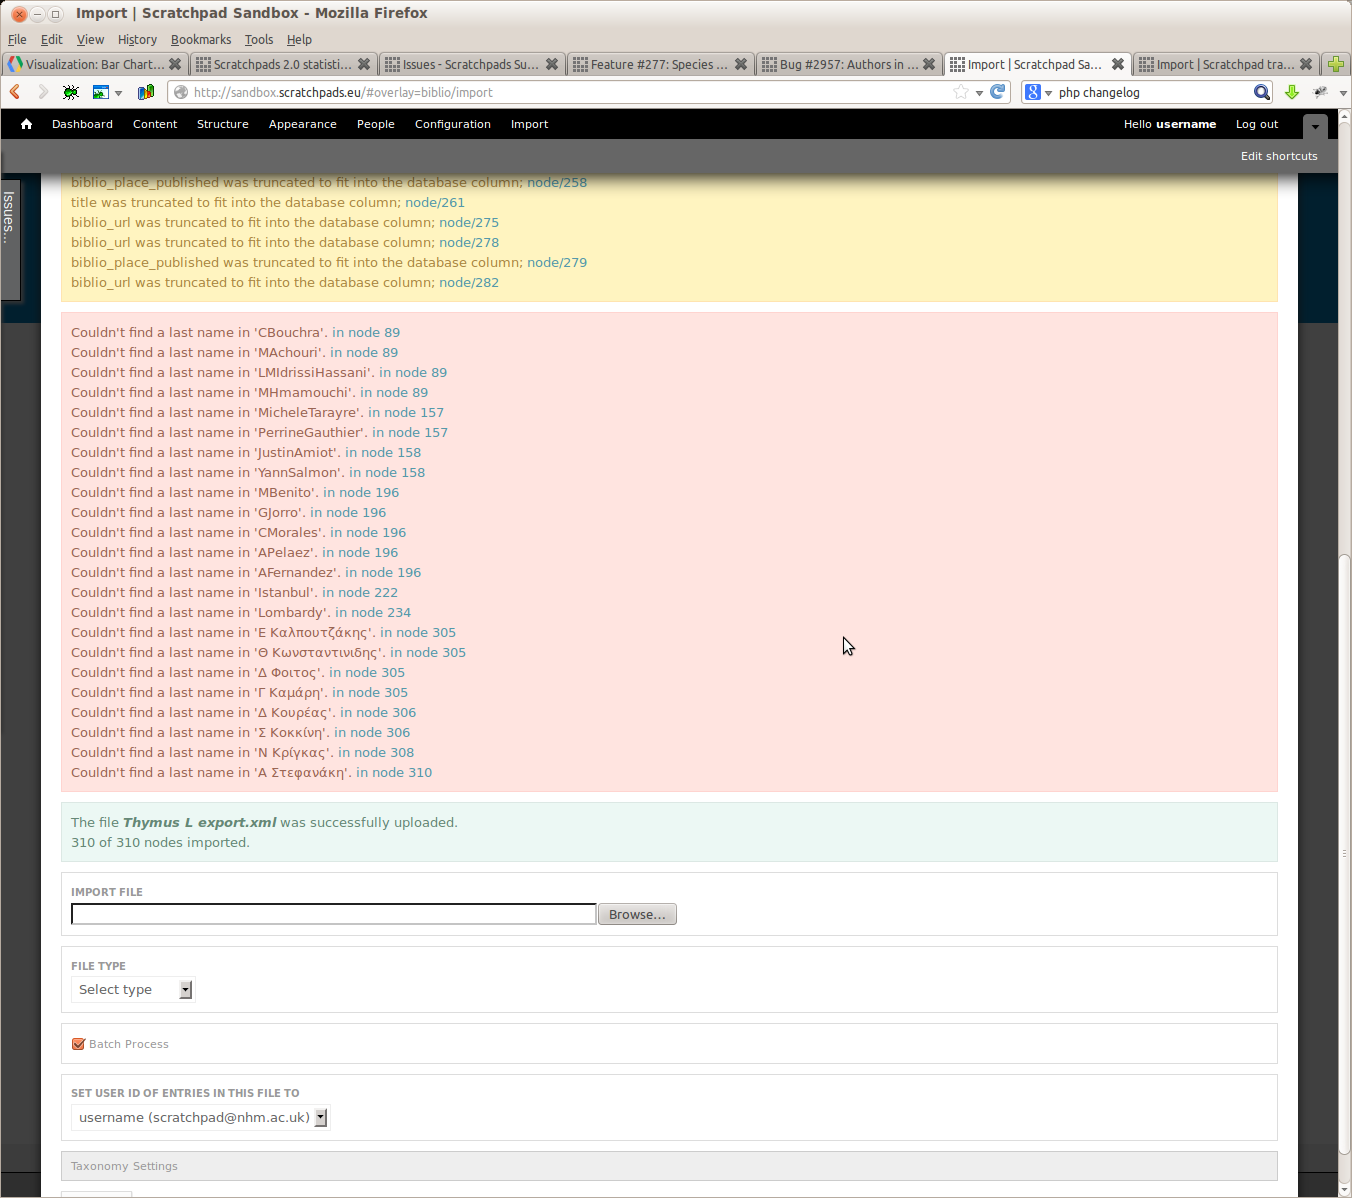 Import | Scratchpad Sandbox - Mozilla Firefox
File Edit View History Bookmarks Tools Help
Visualization: Bar Chart... Scratchpads 2.0 statisti... Issues - Scratchpads Su... Feature #277: Species ... Bug #2957: Authors in ... Import | Scratchpad Sa... Import | Scratchpad tra...
http://sandbox.scratchpads.eu/#overlay=biblio/import php changelog
Dashboard Content Structure Appearance People Configuration Import Hello username Log out
Edit shortcuts
Issues...
biblio_place_published was truncated to fit into the database column; node/258
title was truncated to fit into the database column; node/261
biblio_url was truncated to fit into the database column; node/275
biblio_url was truncated to fit into the database column; node/278
biblio_place_published was truncated to fit into the database column; node/279
biblio_url was truncated to fit into the database column; node/282
Couldn't find a last name in 'CBouchra'. in node 89
Couldn't find a last name in 'MAchouri'. in node 89
Couldn't find a last name in 'LMIdrissiHassani'. in node 89
Couldn't find a last name in 'MHmamouchi'. in node 89
Couldn't find a last name in 'MicheleTarayre'. in node 157
Couldn't find a last name in 'PerrineGauthier'. in node 157
Couldn't find a last name in 'JustinAmiot'. in node 158
Couldn't find a last name in 'YannSalmon'. in node 158
Couldn't find a last name in 'MBenito'. in node 196
Couldn't find a last name in 'GJorro'. in node 196
Couldn't find a last name in 'CMorales'. in node 196
Couldn't find a last name in 'APelaez'. in node 196
Couldn't find a last name in 'AFernandez'. in node 196
Couldn't find a last name in 'Istanbul'. in node 222
Couldn't find a last name in 'Lombardy'. in node 234
Couldn't find a last name in 'Ε Καλπουτζάκης'. in node 305
Couldn't find a last name in 'Θ Κωνσταντινιδης'. in node 305
Couldn't find a last name in 'Δ Φοιτος'. in node 305
Couldn't find a last name in 'Γ Καμάρη'. in node 305
Couldn't find a last name in 'Δ Κουρέας'. in node 306
Couldn't find a last name in 'Σ Κοκκίνη'. in node 306
Couldn't find a last name in 'Ν Κρίγκας'. in node 308
Couldn't find a last name in 'Α Στεφανάκη'. in node 310
The file Thymus L export.xml was successfully uploaded.
310 of 310 nodes imported.
IMPORT FILE
Browse...
FILE TYPE
Select type
Batch Process
SET USER ID OF ENTRIES IN THIS FILE TO
username (scratchpad@nhm.ac.uk)
Taxonomy Settings